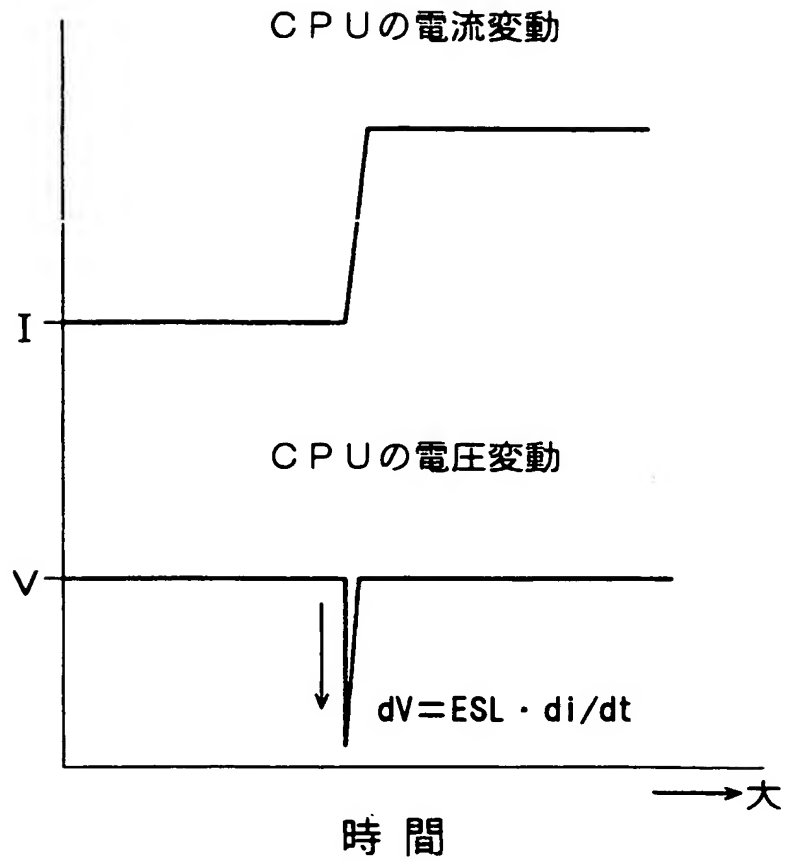 CPUの電流変動
I
CPUの電圧変動
V
dV=ESL・di/dt
大
時間